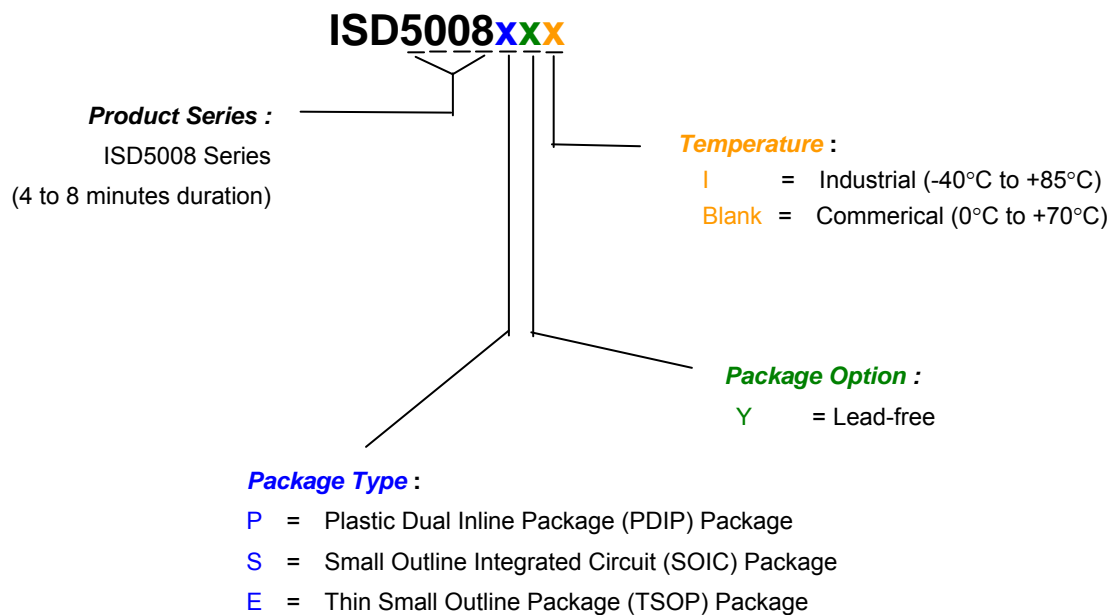 ISD5008xxx
Product Series :
ISD5008 Series
(4 to 8 minutes duration)
Temperature :
I = Industrial (-40°C to +85°C)
Blank = Commerical (0°C to +70°C)
Package Option :
Y = Lead-free
Package Type :
P = Plastic Dual Inline Package (PDIP) Package
S = Small Outline Integrated Circuit (SOIC) Package
E = Thin Small Outline Package (TSOP) Package